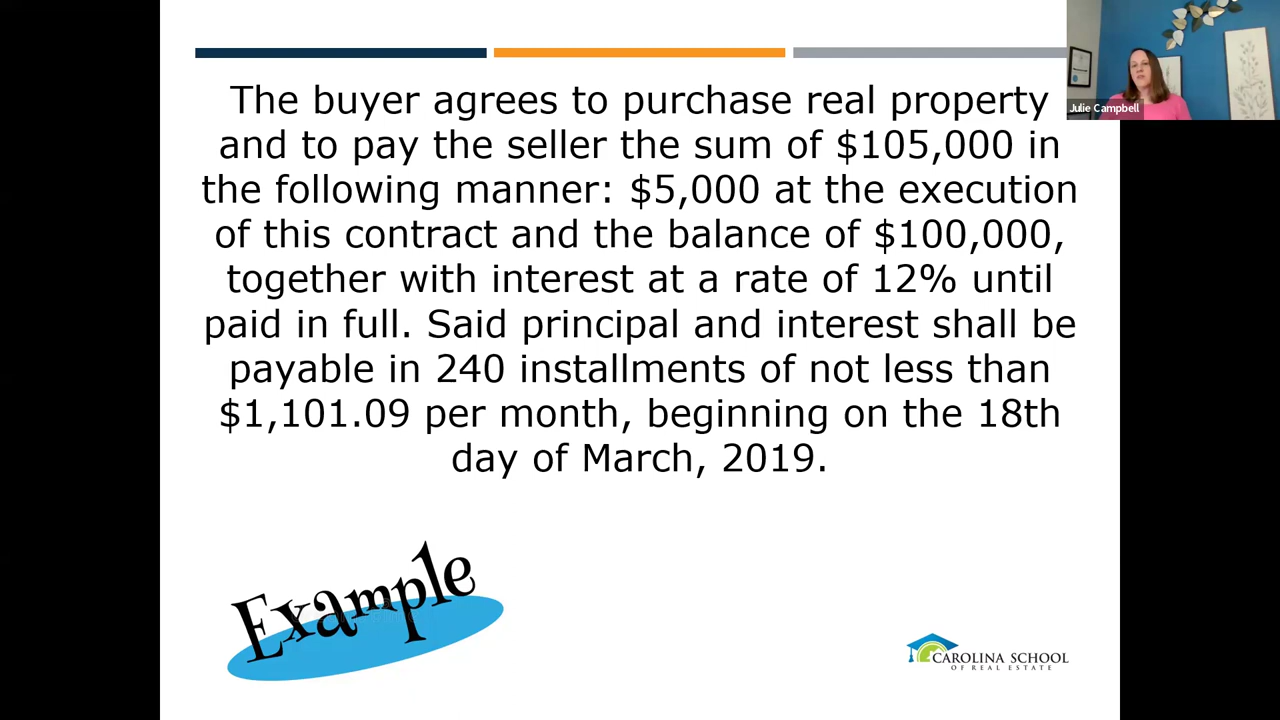 The buyer agrees to purchase real property
and to pay the seller the sum of $105,000 in
the following manner: $5,000 at the execution
of this contract and the balance of $100,000,
together with interest at a rate of 12% until
paid in full. Said principal and interest shall be
payable in 240 installments of not less than
$1,101.09 per month, beginning on the 18th
day of March, 2019.
Julie Campbell
Example
CAROLINA SCHOOL
OF REAL ESTATE